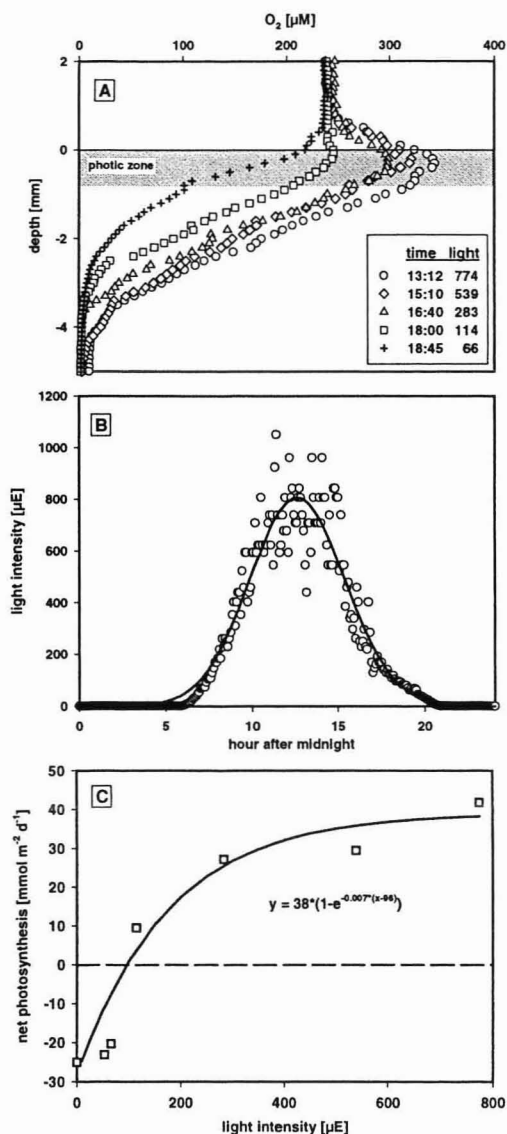 O2 [µM]
0 100 200 300 400
A
2
0
-2
-4
depth [mm]
photic zone
time light
13:12 774
15:10 539
16:40 283
18:00 114
18:45 66
B
1200
1000
800
600
400
200
0
light intensity [µE]
0 5 10 15 20
hour after midnight
C
50
40
30
20
10
0
-10
-20
-30
net photosynthesis [mmol m-2 d-1]
y = 38*(1-e-0.007*(x-96))
0 200 400 600 800
light intensity [µE]